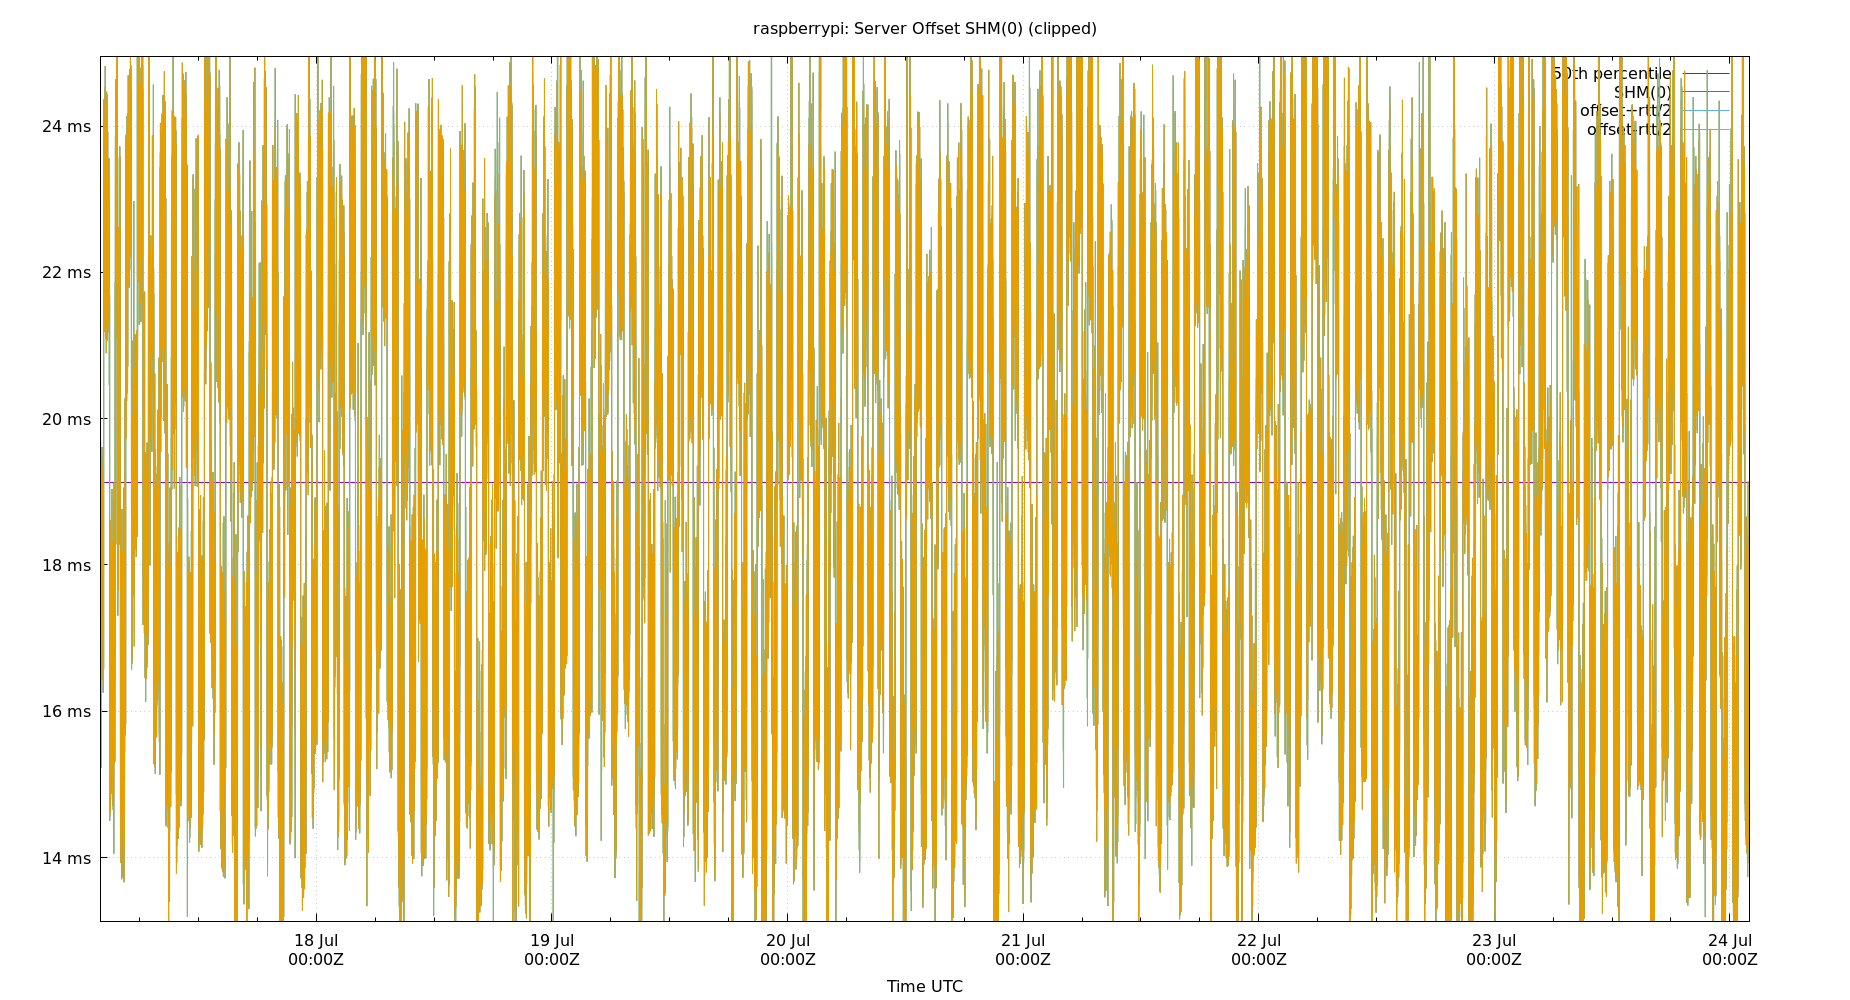 raspberrypi: Server Offset SHM(0) (clipped)
50th percentile
SHM(0)
offset+rtt/2
offset-rtt/2
24 ms
22 ms
20 ms
18 ms
16 ms
14 ms
18 Jul 19 Jul 20 Jul 21 Jul 22 Jul 23 Jul 24 Jul
00:00Z 00:00Z 00:00Z 00:00Z 00:00Z 00:00Z 00:00Z
Time UTC